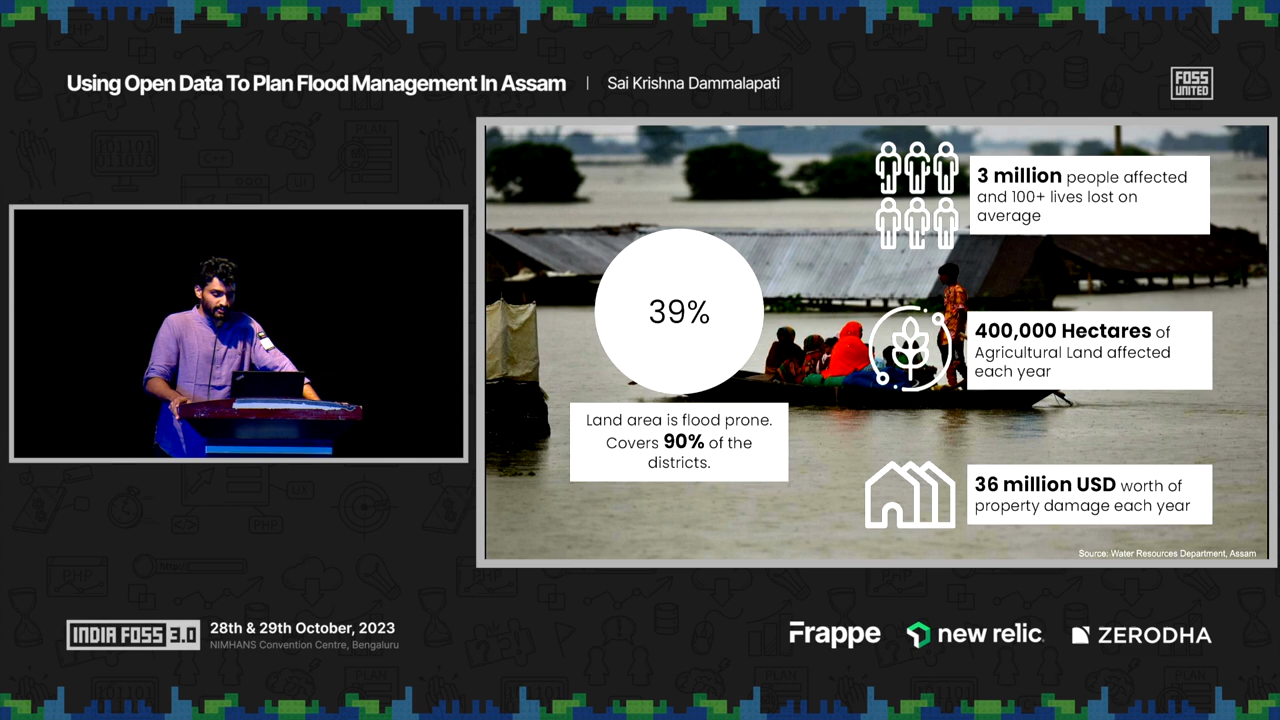 Using Open Data To Plan Flood Management In Assam | Sai Krishna Dammalapati
FOSS
UNITED
3 million people affected
and 100+ lives lost on
average
39%
400,000 Hectares of
Agricultural Land affected
each year
Land area is flood prone.
Covers 90% of the
districts.
36 million USD worth of
property damage each year
Source: Water Resources Department, Assam
INDIA FOSS 3.0
28th & 29th October, 2023
NIMHANS Convention Centre, Bengaluru
Frappe
new relic
ZERODHA